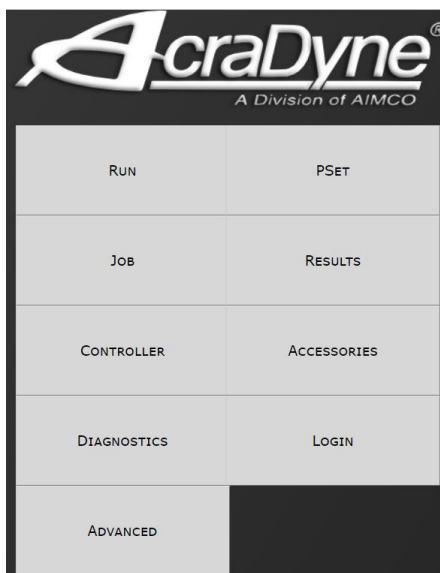 AcraDyne®
A Division of AIMCO
RUN
PSET
JOB
RESULTS
CONTROLLER
ACCESSORIES
DIAGNOSTICS
LOGIN
ADVANCED